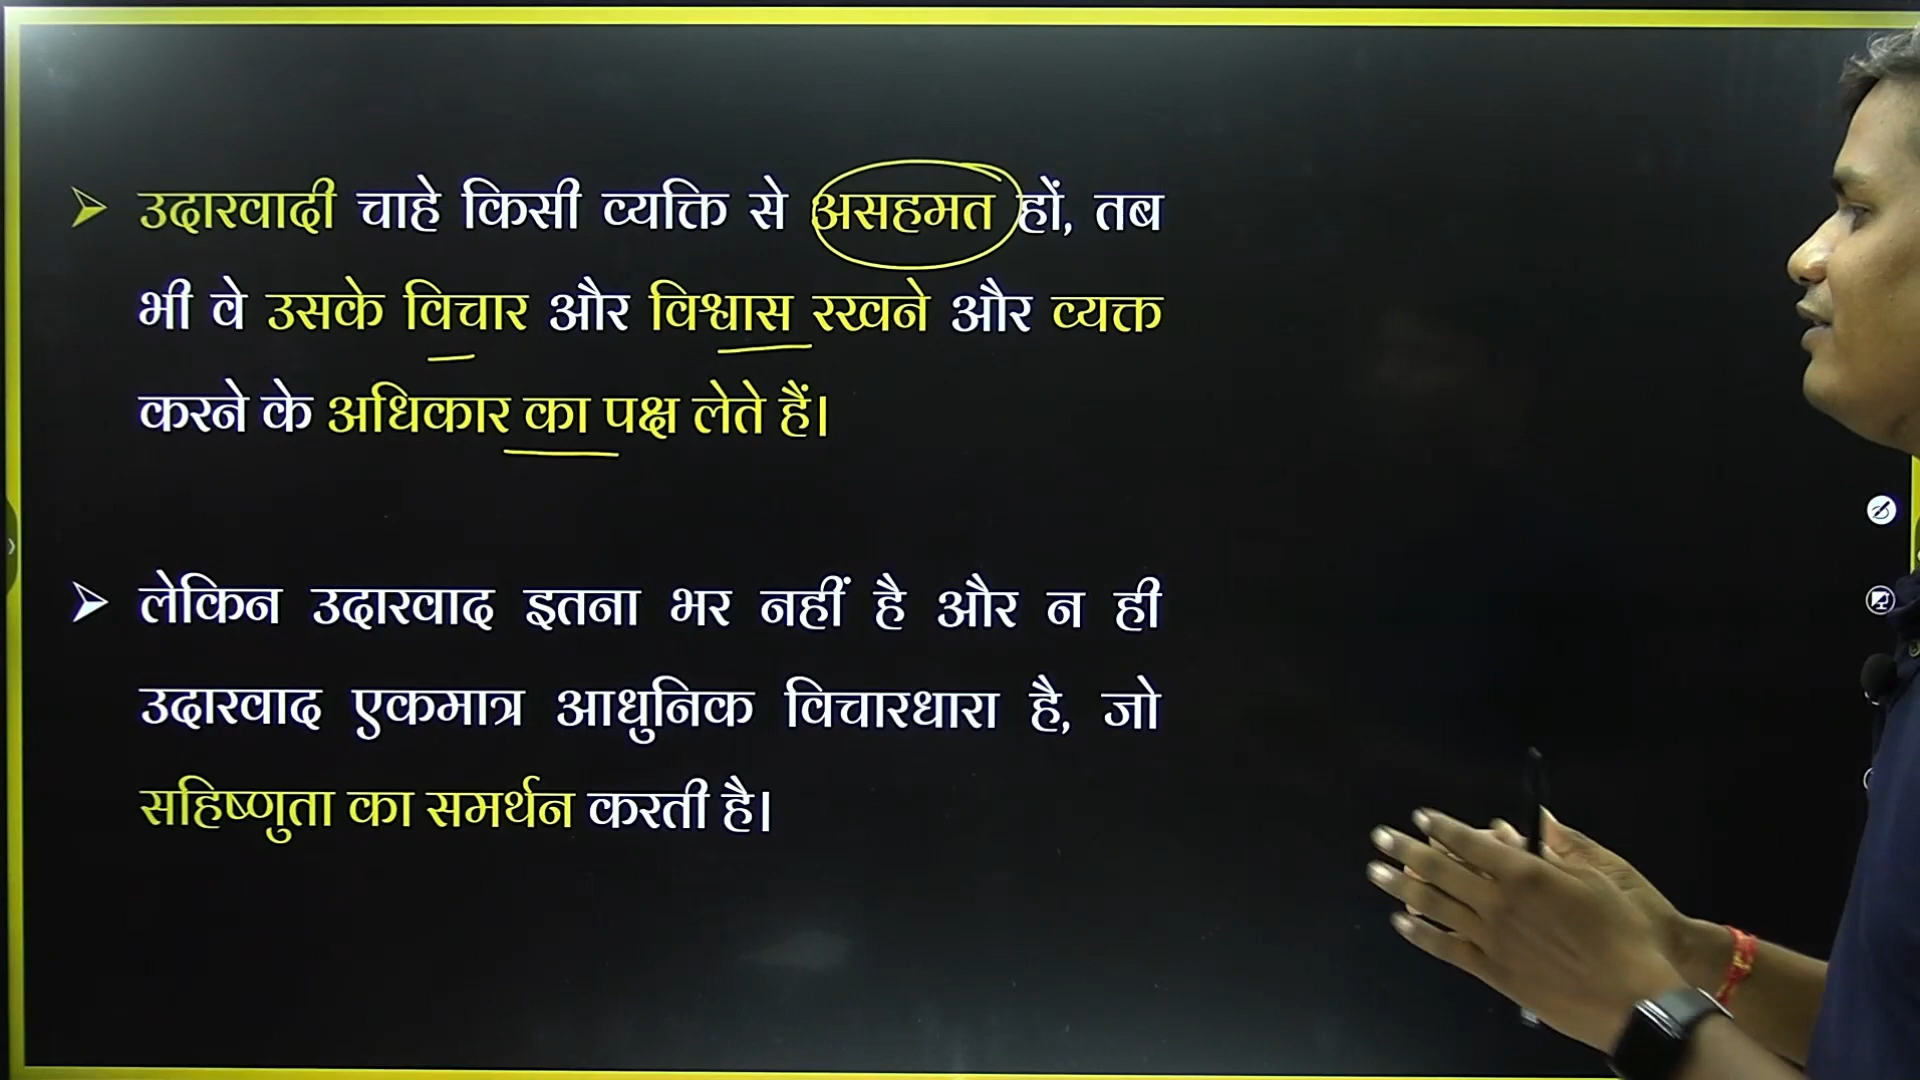 उदारवादी चाहे किसी व्यक्ति से असहमत हों, तब
भी वे उसके विचार और विश्वास रखने और व्यक्त
करने के अधिकार का पक्ष लेते हैं।
लेकिन उदारवाद इतना भर नहीं है और न ही
उदारवाद एकमात्र आधुनिक विचारधारा है, जो
सहिष्णुता का समर्थन करती है।